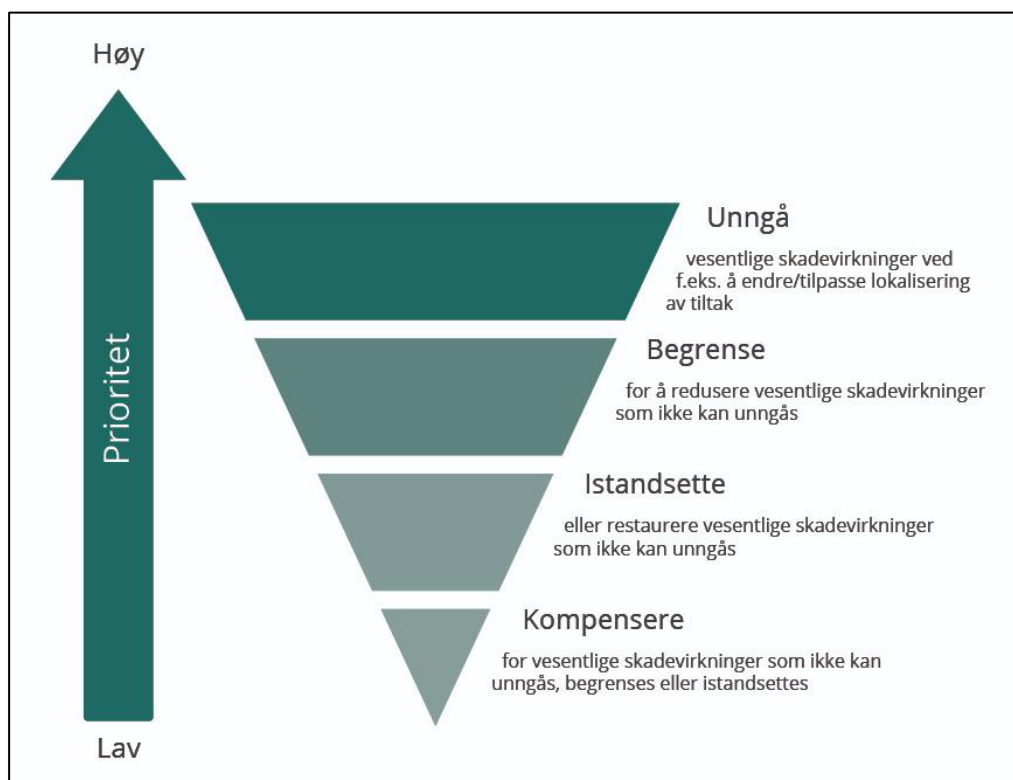 Høy
Prioritet
Unngå
vesentlige skadevirkninger ved
f.eks. å endre/tilpasse lokalisering
av tiltak
Begrense
for å redusere vesentlige skadevirkninger
som ikke kan unngås
Istandsette
eller restaurere vesentlige skadevirkninger
som ikke kan unngås
Kompensere
for vesentlige skadevirkninger som ikke kan
unngås, begrenses eller istandsettes
Lav